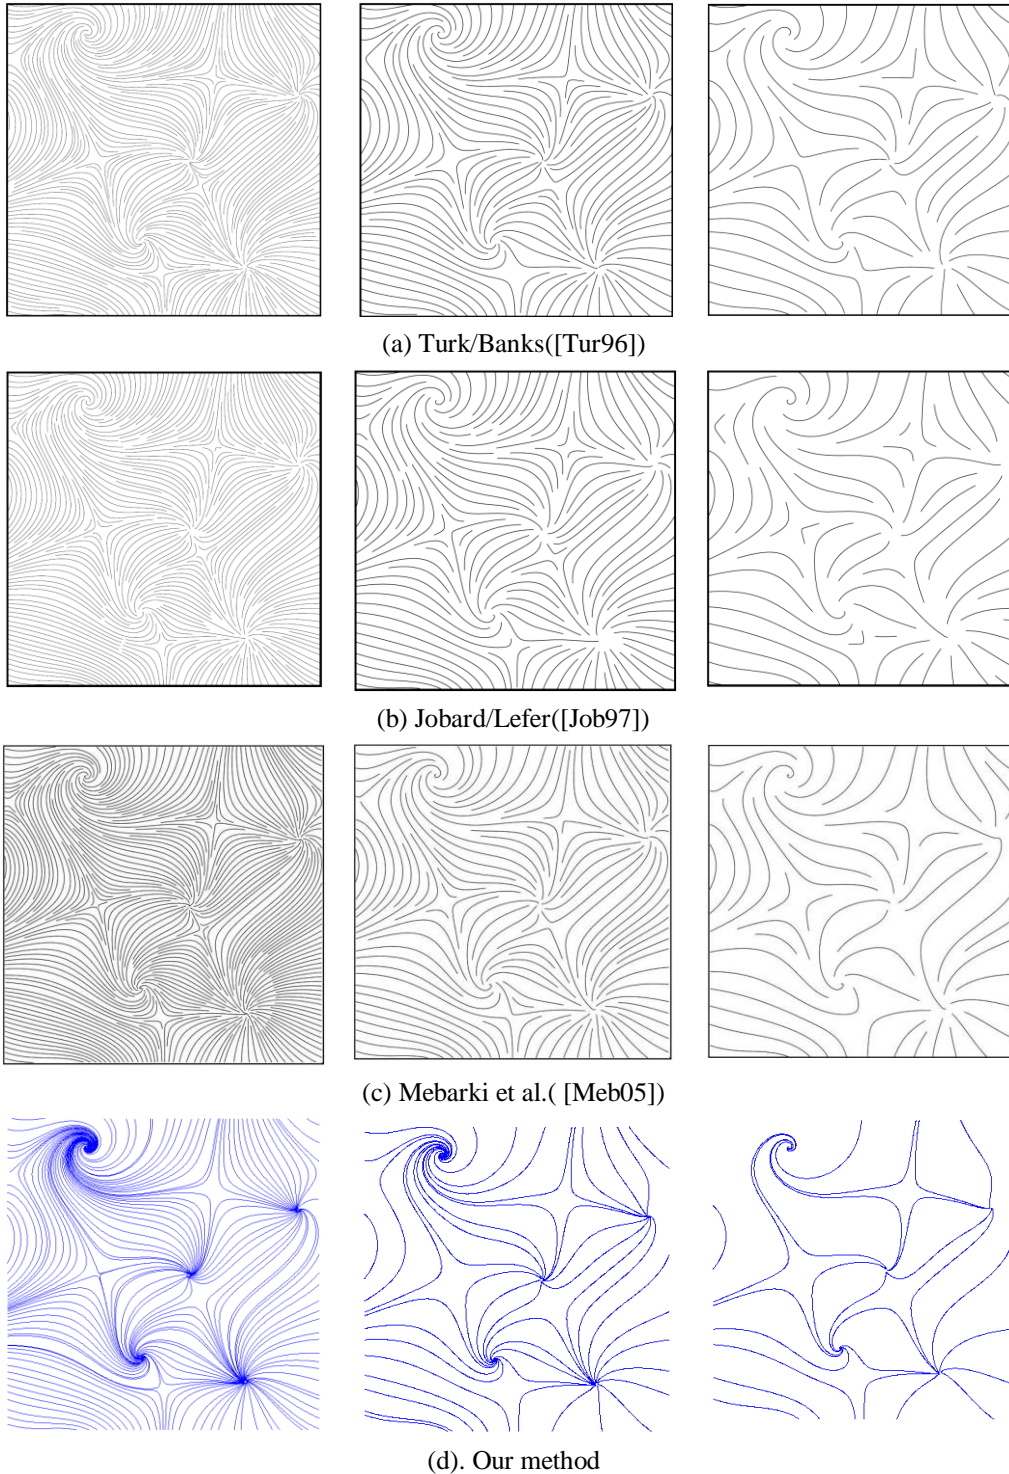 (a) Turk/Banks([Tur96])
(b) Jobard/Lefer([Job97])
(c) Mebarki et al.( [Meb05])
(d). Our method